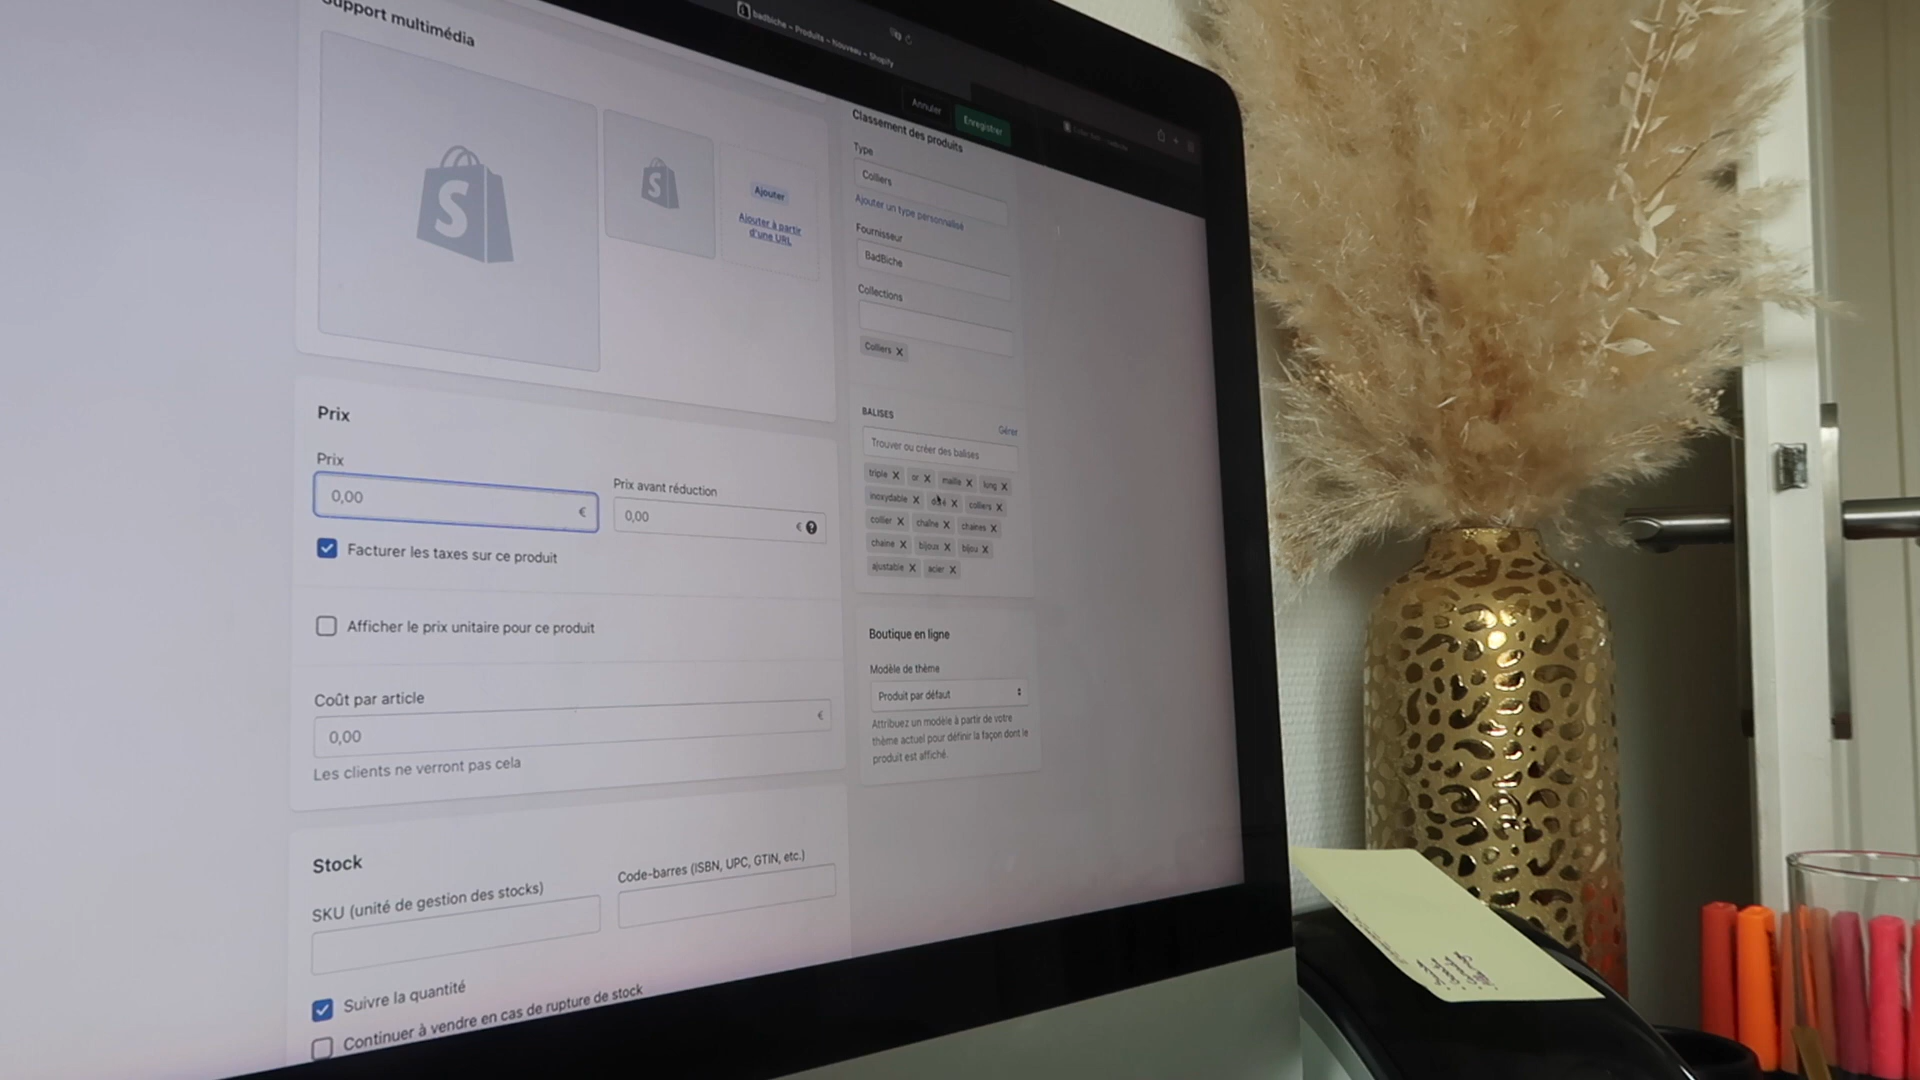 Support multimédia
badbiche – Produits – Nouveau – Shopify
Annuler
Enregistrer
Ajouter
Ajouter à partir
d'une URL
Prix
Prix
0,00
€
Prix avant réduction
0,00
€
Facturer les taxes sur ce produit
Afficher le prix unitaire pour ce produit
Coût par article
0,00
€
Les clients ne verront pas cela
Stock
SKU (unité de gestion des stocks)
Code-barres (ISBN, UPC, GTIN, etc.)
Suivre la quantité
Continuer à vendre en cas de rupture de stock
Classement des produits
Type
Colliers
Ajouter un type personnalisé
Fournisseur
BadBiche
Collections
Colliers
BALISES
Gérer
Trouver ou créer des balises
triple or maille long
inoxydable colliers
collier chaîne chaines
chaine bijoux bijou
ajustable acier
Boutique en ligne
Modèle de thème
Produit par défaut
Attribuez un modèle à partir de votre
thème actuel pour définir la façon dont le
produit est affiché.